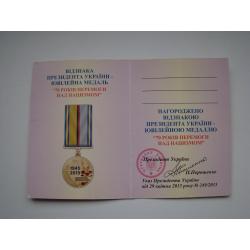 ВІДЗНАКА
ПРЕЗИДЕНТА УКРАЇНИ -
ЮВІЛЕЙНА МЕДАЛЬ
"70 РОКІВ ПЕРЕМОГИ
НАД НАЦИЗМОМ"
1945
2015
НАГОРОДЖЕНО
ВІДЗНАКОЮ
ПРЕЗИДЕНТА УКРАЇНИ -
ЮВІЛЕЙНОЮ МЕДАЛЛЮ
"70 РОКІВ ПЕРЕМОГИ
НАД НАЦИЗМОМ"
Президент України
П.Порошенко
Указ Президента України
від 29 квітня 2015 року № 249/2015